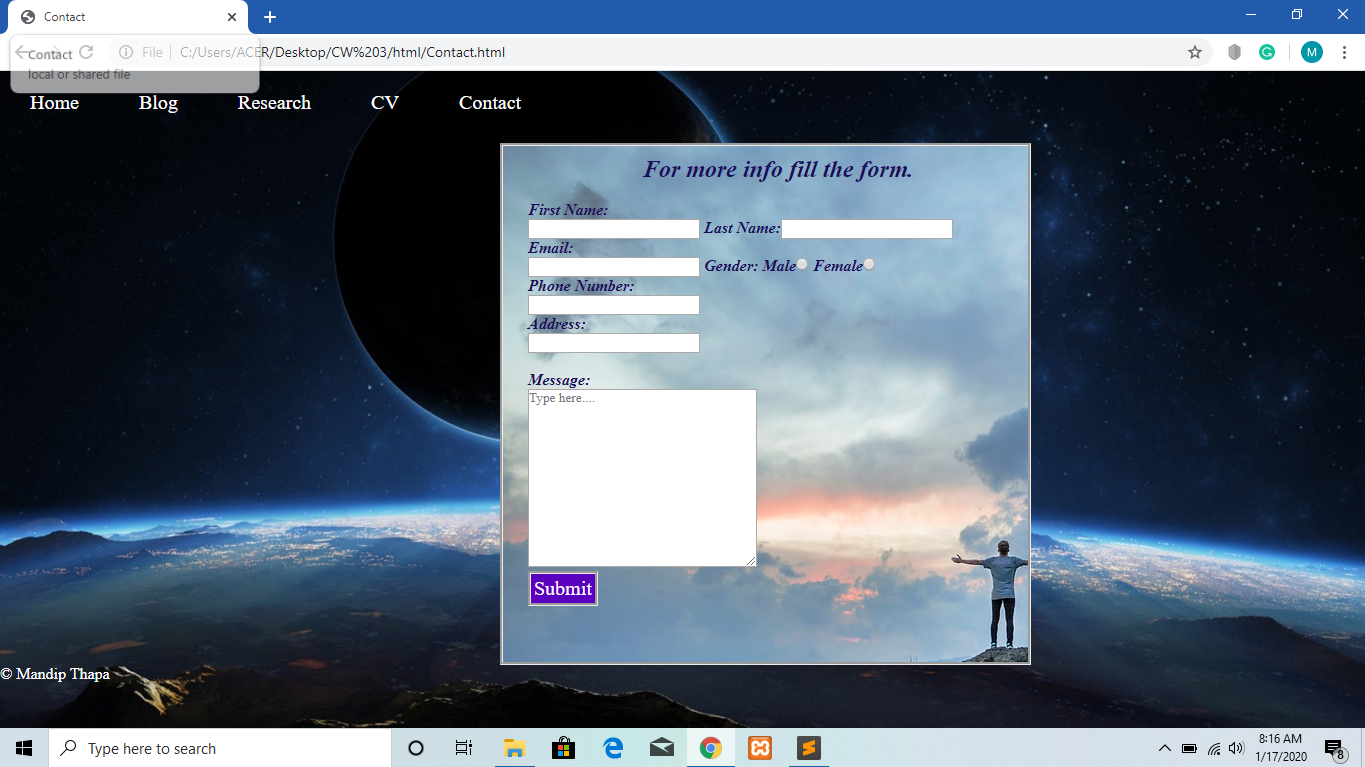 Contact
File C:/Users/ACER/Desktop/CW%203/html/Contact.html M
Contact
local or shared file
Home Blog Research CV Contact
For more info fill the form.
First Name:
Last Name:
Email:
Gender: Male Female
Phone Number:
Address:
Message:
Type here....
Submit
© Mandip Thapa
Type here to search
8:16 AM
1/17/2020
8